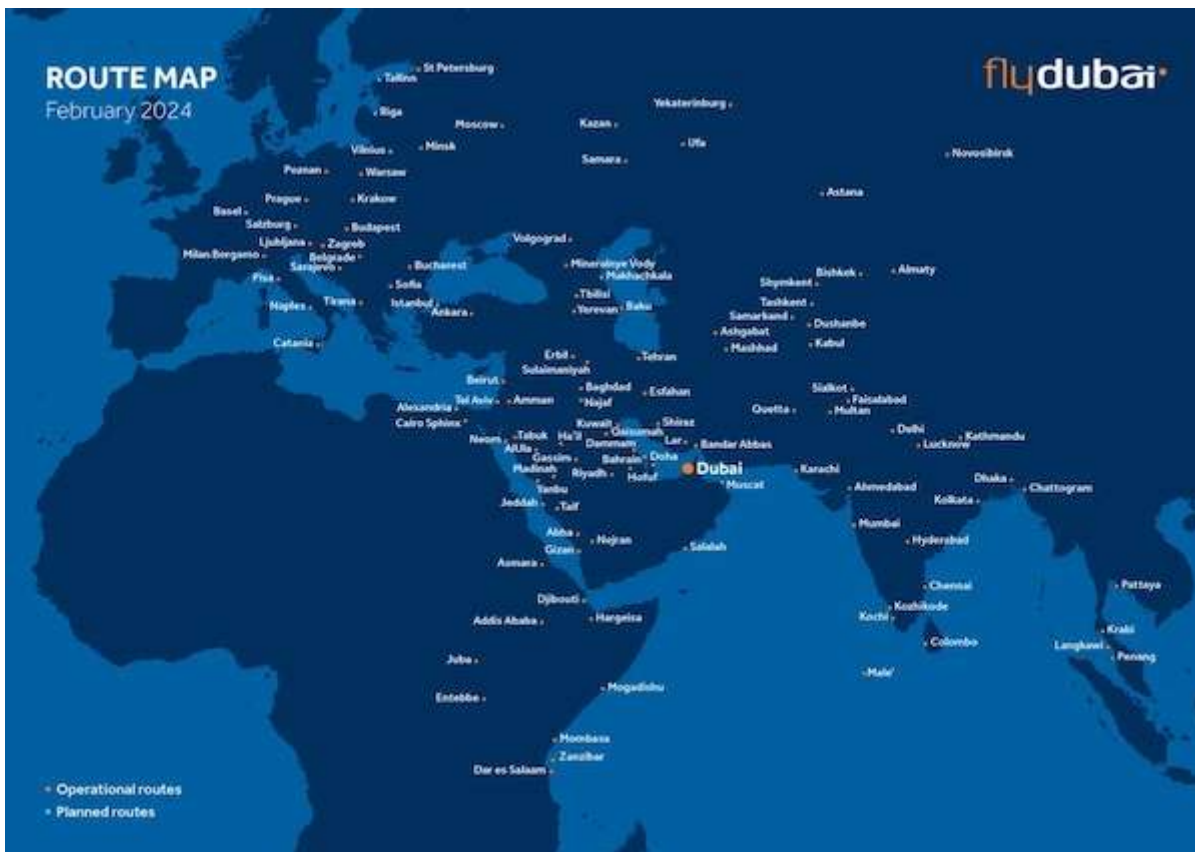 ROUTE MAP
February 2024
flydubai
St Petersburg
Tallinn
Riga
Moscow
Yekaterinburg
Kazan
Ufa
Samara
Novosibirsk
Vilnius
Minsk
Poznan
Warsaw
Astana
Prague
Krakow
Basel
Salzburg
Budapest
Ljubljana
Zagreb
Volgograd
Milan Bergamo
Belgrade
Sarajevo
Bucharest
Mineralnye Vody
Makhachkala
Bishkek
Almaty
Pisa
Sofia
Shymkent
Naples
Tirana
Istanbul
Ankara
Tbilisi
Yerevan
Baku
Tashkent
Samarkand
Dushanbe
Ashgabat
Catania
Mashhad
Kabul
Erbil
Sulaimaniyah
Tehran
Beirut
Baghdad
Esfahan
Sialkot
Faisalabad
Tel Aviv
Amman
Najaf
Quetta
Multan
Alexandria
Cairo Sphinx
Kuwait
Shiraz
Delhi
Neom
Tabuk
Ha'il
Qaisumah
Dammam
Lar
Bandar Abbas
Lucknow
Kathmandu
AlUla
Gassim
Bahrain
Doha
Madinah
Riyadh
Hofuf
Dubai
Karachi
Dhaka
Yanbu
Muscat
Ahmedabad
Kolkata
Chattogram
Jeddah
Taif
Mumbai
Abha
Nejran
Hyderabad
Gizan
Salalah
Asmara
Chennai
Pattaya
Djibouti
Kozhikode
Addis Ababa
Hargeisa
Kochi
Krabi
Colombo
Langkawi
Penang
Juba
Male'
Entebbe
Mogadishu
Mombasa
Zanzibar
Dar es Salaam
Operational routes
Planned routes